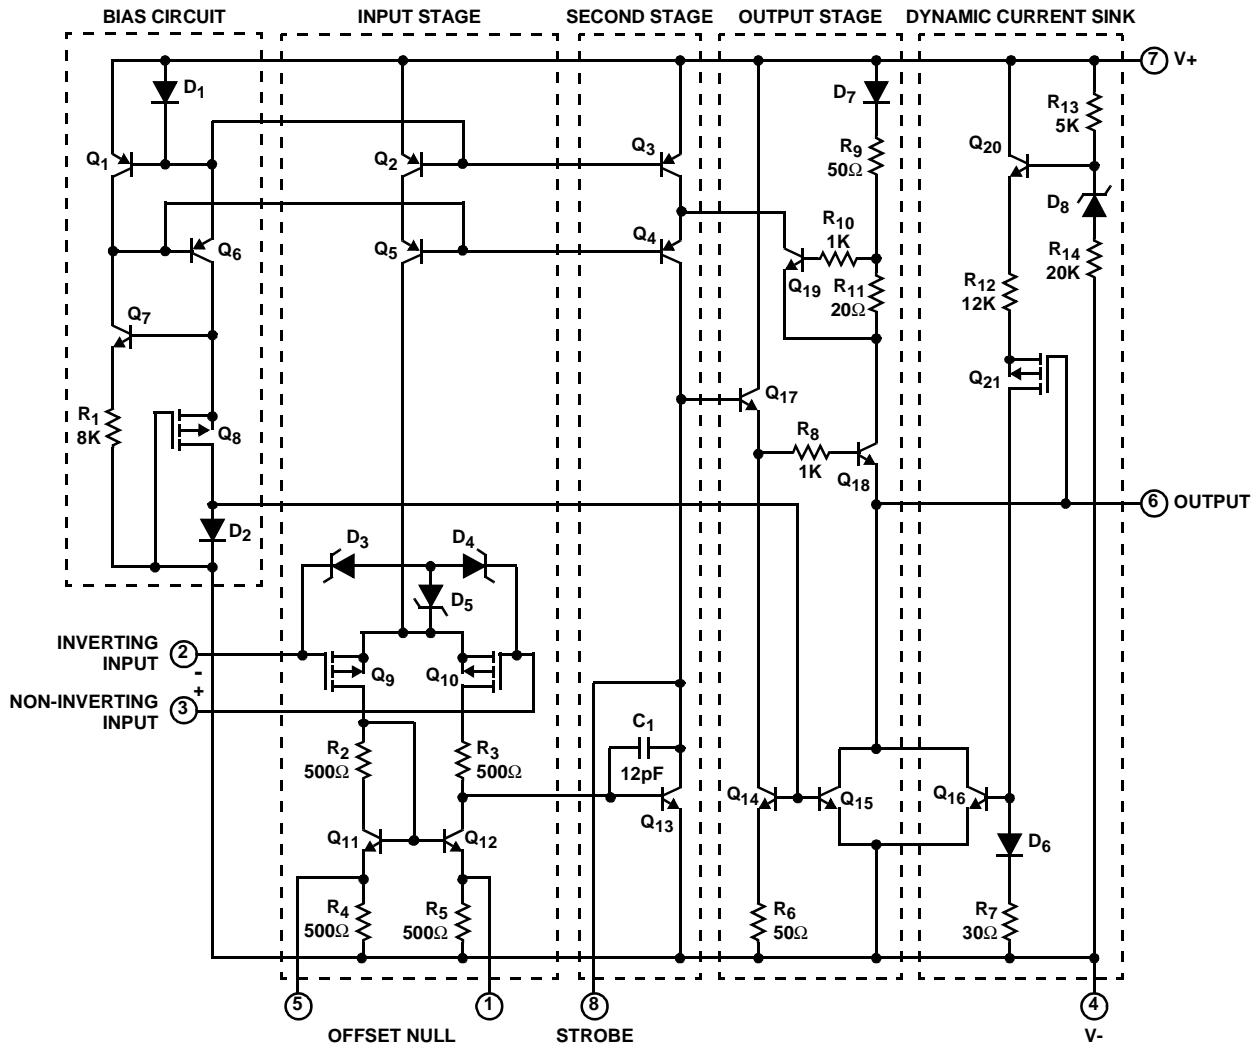 BIAS CIRCUIT
INPUT STAGE
SECOND STAGE
OUTPUT STAGE
DYNAMIC CURRENT SINK
7 V+
D1
D7
R13
5K
Q1
Q2
Q3
R9
50Ω
Q20
D8
Q6
Q5
Q4
R10
1K
R14
20K
Q19
R11
20Ω
R12
12K
Q7
Q21
Q17
R1
8K
Q8
R8
1K
Q18
6 OUTPUT
D2
D3
D4
D5
INVERTING
INPUT
2
-
Q9
Q10
+
NON-INVERTING
INPUT
3
R2
500Ω
R3
500Ω
C1
12pF
Q14
Q15
Q16
Q13
Q11
Q12
D6
R4
500Ω
R5
500Ω
R6
50Ω
R7
30Ω
5
1
8
4
OFFSET NULL
STROBE
V-